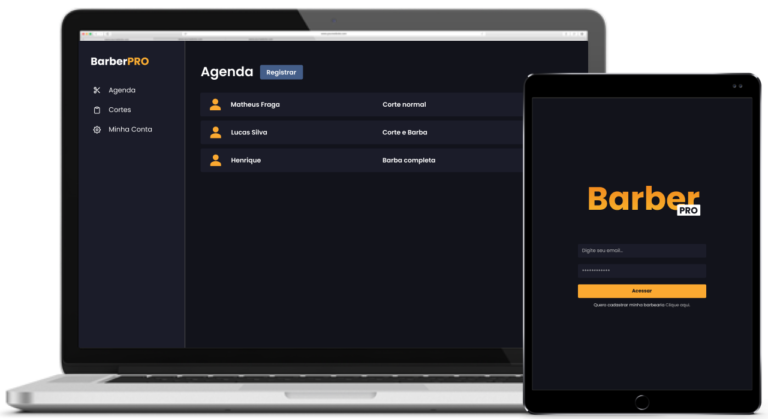 BarberPRO
Agenda
Cortes
Minha Conta
Agenda
Registrar
Matheus Fraga
Corte normal
Lucas Silva
Corte e Barba
Henrique
Barba completa
Barber
PRO
Digite seu email...
************
Acessar
Quero cadastrar minha barbearia Clique aqui